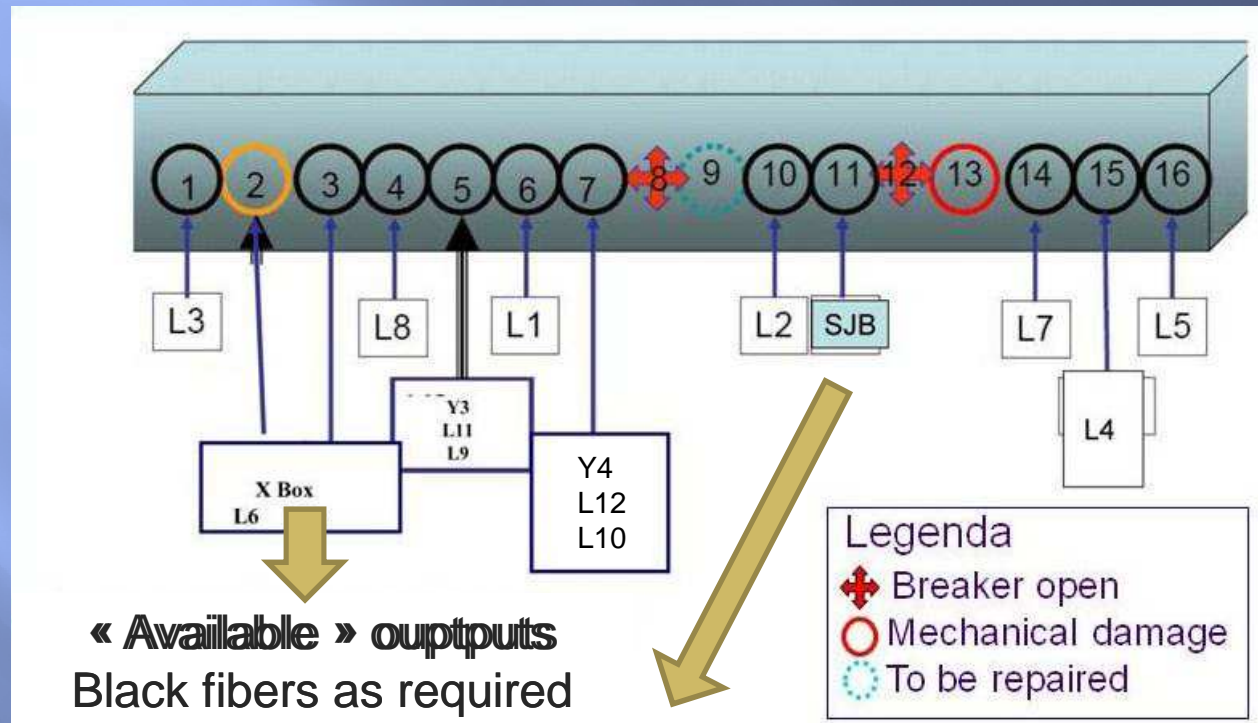 1 2 3 4 5 6 7 8 9 10 11 12 13 14 15 16
L3
L8
L1
L2
SJB
L7
L5
Y3
L11
L9
L4
X Box
L6
Y4
L12
L10
Legenda
Breaker open
Mechanical damage
To be repaired
« Available » ouptputs
Black fibers as required